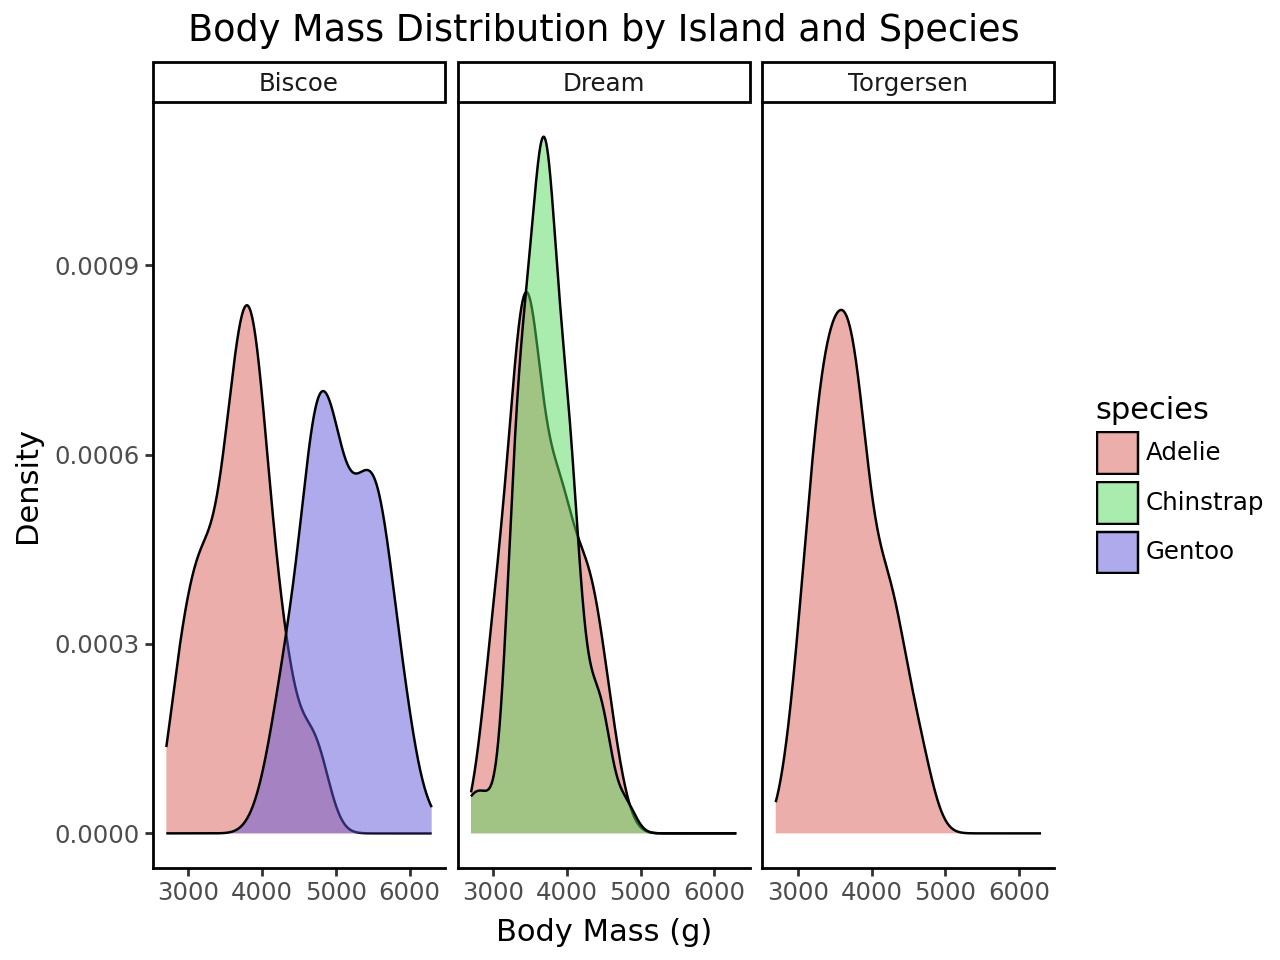 Body Mass Distribution by Island and Species
Biscoe
Dream
Torgersen
Density
0.0009
0.0006
0.0003
0.0000
3000 4000 5000 6000
3000 4000 5000 6000
3000 4000 5000 6000
Body Mass (g)
species
Adelie
Chinstrap
Gentoo